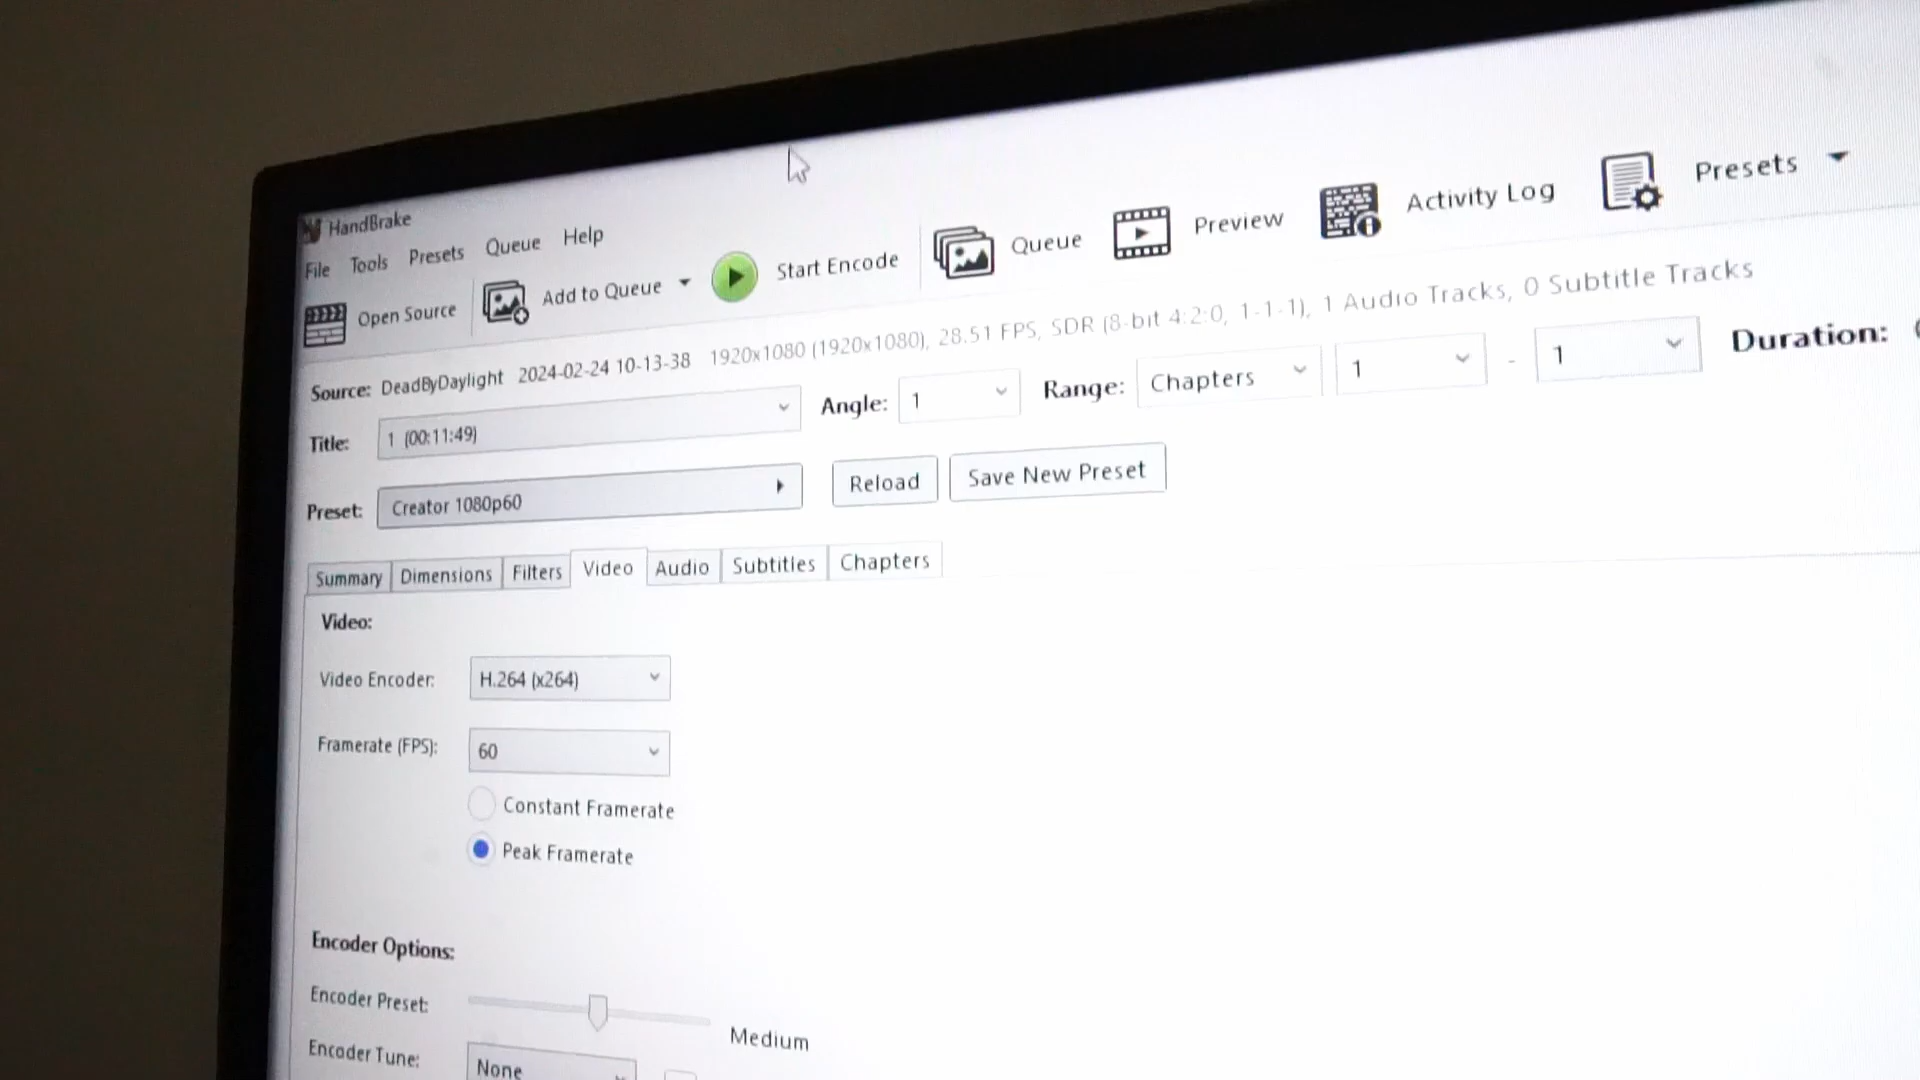 HandBrake
File Tools Presets Queue Help
Open Source Add to Queue Start Encode Queue Preview Activity Log Presets
Source: DeadByDaylight 2024-02-24 10-13-38 1920x1080 (1920x1080), 28.51 FPS, SDR (8-bit 4:2:0, 1-1-1), 1 Audio Tracks, 0 Subtitle Tracks
Title: 1 (00:11:49) Angle: 1 Range: Chapters 1 - 1 Duration:
Preset: Creator 1080p60 Reload Save New Preset
Summary Dimensions Filters Video Audio Subtitles Chapters
Video:
Video Encoder: H.264 (x264)
Framerate (FPS): 60
Constant Framerate
Peak Framerate
Encoder Options:
Encoder Preset: Medium
Encoder Tune: None